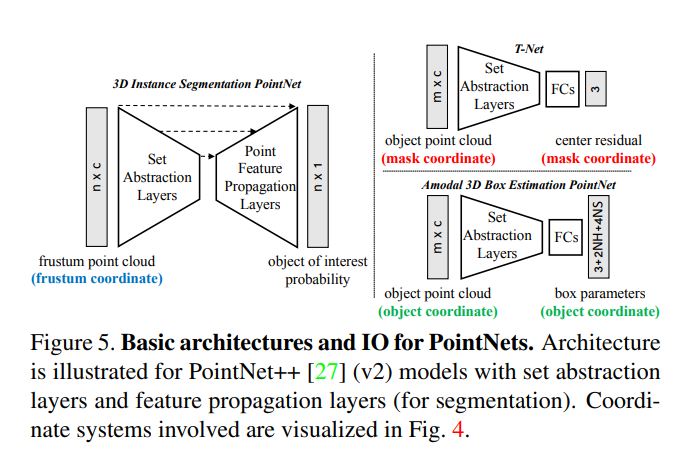 3D Instance Segmentation PointNet
n x c
Set
Abstraction
Layers
Point
Feature
Propagation
Layers
n x 1
frustum point cloud
(frustum coordinate)
object of interest
probability
T-Net
m x c
Set
Abstraction
Layers
FCs
3
object point cloud
(mask coordinate)
center residual
(mask coordinate)
Amodal 3D Box Estimation PointNet
m x c
Set
Abstraction
Layers
FCs
3+2NH+4NS
object point cloud
(object coordinate)
box parameters
(object coordinate)
Figure 5. Basic architectures and IO for PointNets. Architecture
is illustrated for PointNet++ [27] (v2) models with set abstraction
layers and feature propagation layers (for segmentation). Coordi-
nate systems involved are visualized in Fig. 4.